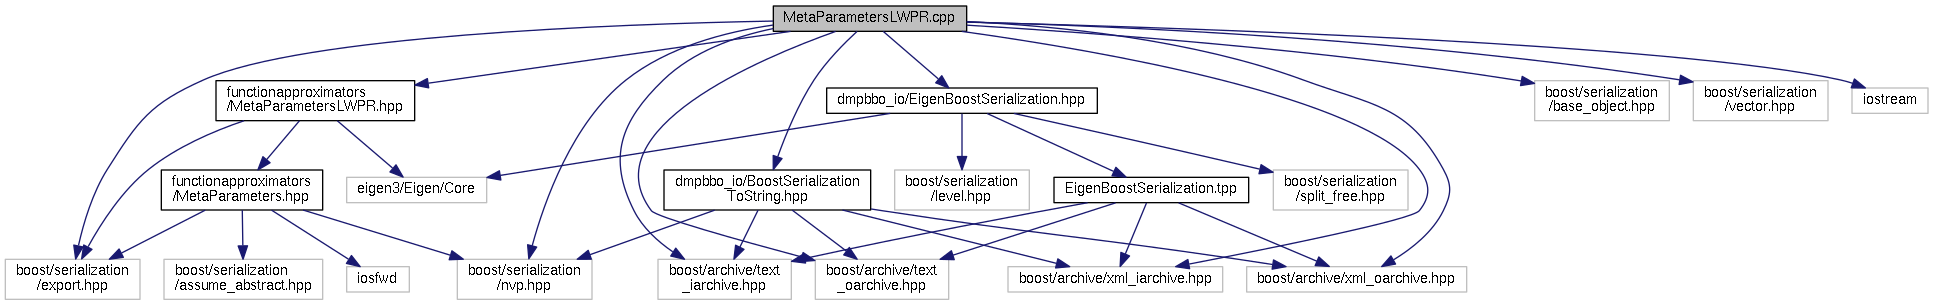 MetaParametersLWPR.cpp
functionapproximators
/MetaParametersLWPR.hpp
dmpbbo_io/EigenBoostSerialization.hpp
boost/serialization
/base_object.hpp
boost/serialization
/vector.hpp
iostream
functionapproximators
/MetaParameters.hpp
eigen3/Eigen/Core
dmpbbo_io/BoostSerialization
ToString.hpp
boost/serialization
/level.hpp
EigenBoostSerialization.tpp
boost/serialization
/split_free.hpp
boost/serialization
/export.hpp
boost/serialization
/assume_abstract.hpp
iosfwd
boost/serialization
/nvp.hpp
boost/archive/text
_iarchive.hpp
boost/archive/text
_oarchive.hpp
boost/archive/xml_iarchive.hpp
boost/archive/xml_oarchive.hpp